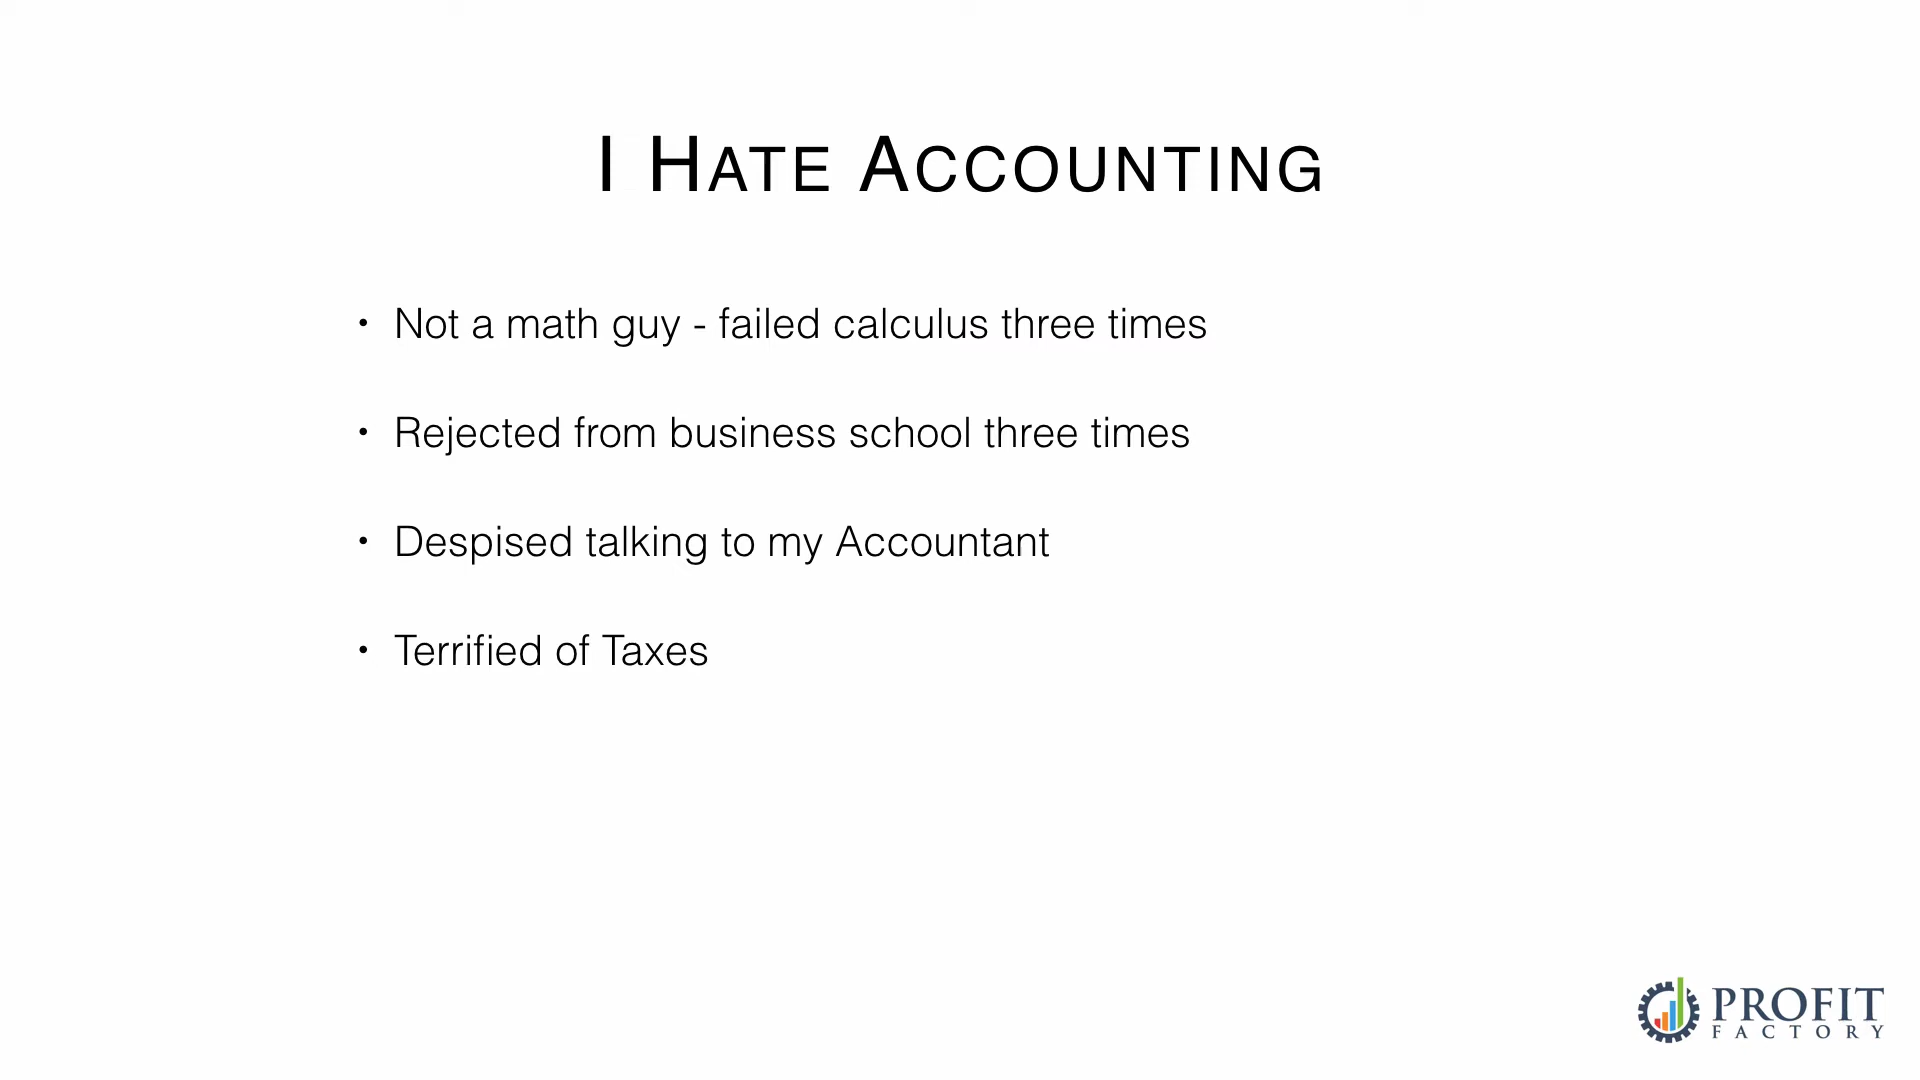 I HATE ACCOUNTING
• Not a math guy - failed calculus three times
• Rejected from business school three times
• Despised talking to my Accountant
• Terrified of Taxes
PROFIT
FACTORY